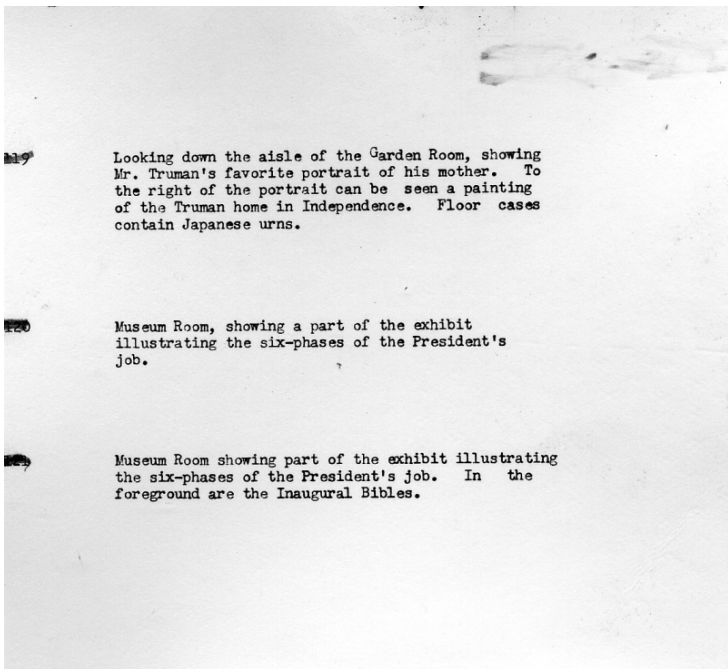 119
Looking down the aisle of the Garden Room, showing
Mr. Truman's favorite portrait of his mother. To
the right of the portrait can be seen a painting
of the Truman home in Independence. Floor cases
contain Japanese urns.
120
Museum Room, showing a part of the exhibit
illustrating the six-phases of the President's
job.
Museum Room showing part of the exhibit illustrating
the six-phases of the President's job. In the
foreground are the Inaugural Bibles.